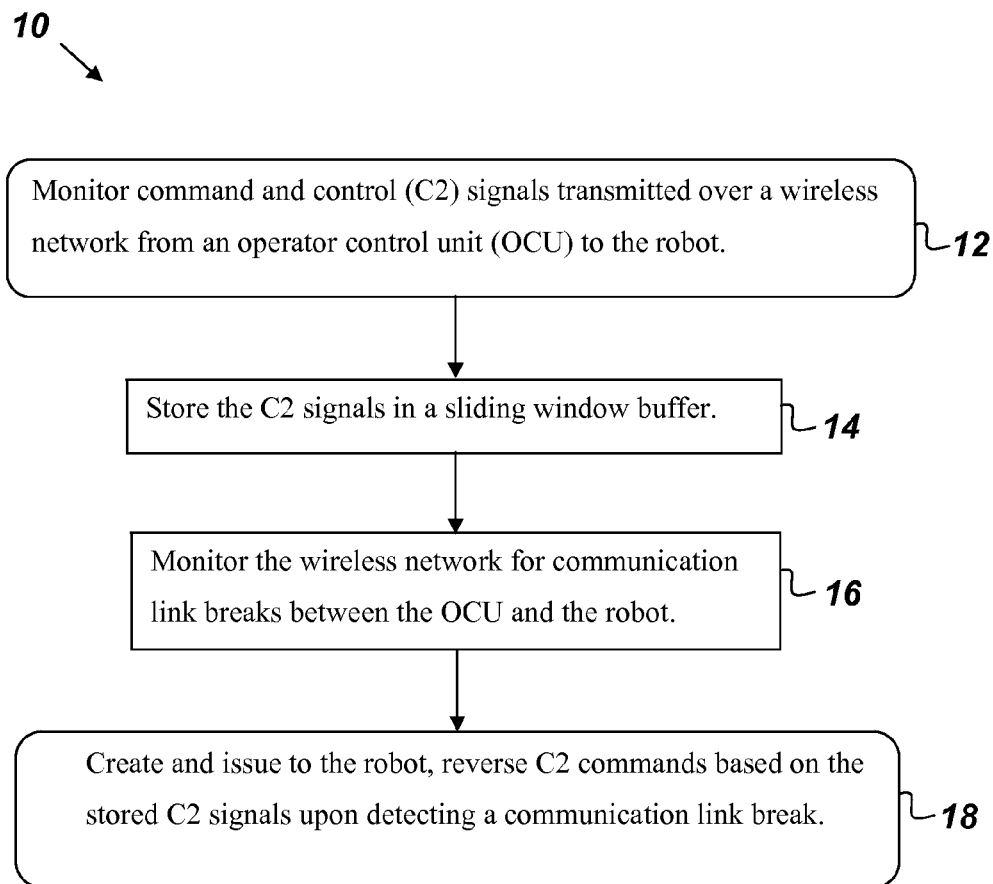 10
Monitor command and control (C2) signals transmitted over a wireless
network from an operator control unit (OCU) to the robot.
12
Store the C2 signals in a sliding window buffer.
14
Monitor the wireless network for communication
link breaks between the OCU and the robot.
16
Create and issue to the robot, reverse C2 commands based on the
stored C2 signals upon detecting a communication link break.
18